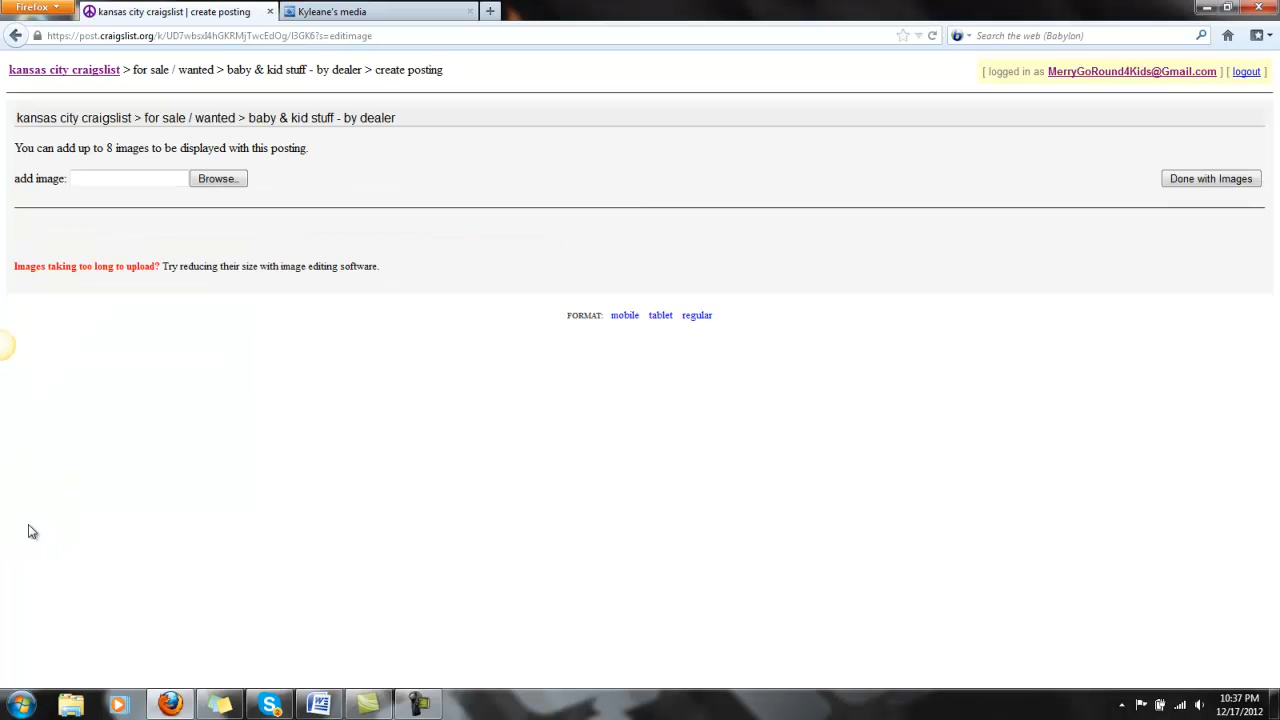 Firefox
kansas city craigslist | create posting
Kyleane's media
https://post.craigslist.org/k/UD7wbsxl4hGKRMjTwcEdOg/I3GK6?s=editimage
Search the web (Babylon)
kansas city craigslist > for sale / wanted > baby & kid stuff - by dealer > create posting
[ logged in as MerryGoRound4Kids@Gmail.com ] [ logout ]
kansas city craigslist > for sale / wanted > baby & kid stuff - by dealer
You can add up to 8 images to be displayed with this posting.
add image: Browse... Done with Images
Images taking too long to upload? Try reducing their size with image editing software.
FORMAT: mobile tablet regular
10:37 PM
12/17/2012